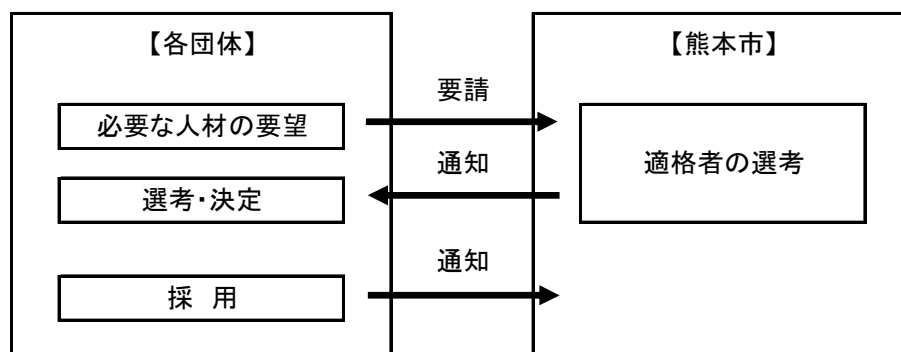 【各団体】
【熊本市】
要請
必要な人材の要望
適格者の選考
通知
選考・決定
通知
採　用